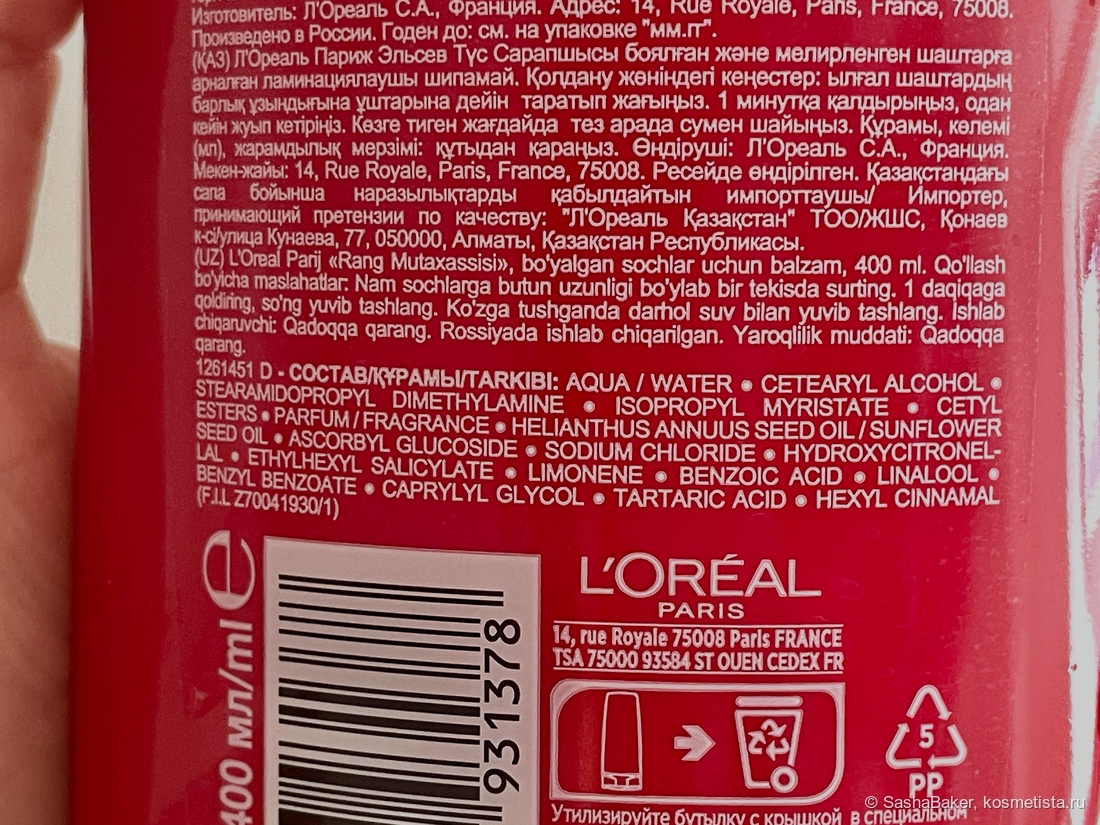 Изготовитель: Л'Ореаль С.А., Франция. Адрес: 14, Rue Royale, Paris, France, 75008.
Произведено в России. Годен до: см. на упаковке "мм.гг".
(ҚАЗ) Л'Ореаль Париж Эльсев Түс Сарапшысы боялған және мелирленген шаштарға
арналған ламинациялаушы шипамай. Қолдану жөніндегі кеңестер: ылғал шаштардың
барлық ұзындығына ұштарына дейін таратып жағыңыз. 1 минутқа қалдырыңыз, одан
кейін жуып кетіріңіз. Көзге тиген жағдайда тез арада сумен шайыңыз. Құрамы, көлемі
(мл), жарамдылық мерзімі: құтыдан қараңыз. Өндіруші: Л'Ореаль С.А., Франция.
Мекен-жайы: 14, Rue Royale, Paris, France, 75008. Ресейде өндірілген. Қазақстандағы
сапа бойынша наразылықтарды қабылдайтын импорттаушы/ Импортер,
принимающий претензии по качеству: "Л'Ореаль Қазақстан" ТОО/ЖШС, Қонаев
к-сі/улица Кунаева, 77, 050000, Алматы, Қазақстан Республикасы.
(UZ) L'Oreal Parij «Rang Mutaxassisi», bo'yalgan sochlar uchun balzam, 400 ml. Qo'llash
bo'yicha maslahatlar: Nam sochlarga butun uzunligi bo'ylab bir tekisda surting. 1 daqiqaga
qoldiring, so'ng yuvib tashlang. Ko'zga tushganda darhol suv bilan yuvib tashlang. Ishlab
chiqaruvchi: Qadoqqa qarang. Rossiyada ishlab chiqarilgan. Yaroqlilik muddati: Qadoqqa
qarang.
1261451 D - СОСТАВ/ҚҰРАМЫ/TARKIBI: AQUA / WATER • CETEARYL ALCOHOL •
STEARAMIDOPROPYL DIMETHYLAMINE • ISOPROPYL MYRISTATE • CETYL
ESTERS • PARFUM / FRAGRANCE • HELIANTHUS ANNUUS SEED OIL / SUNFLOWER
SEED OIL • ASCORBYL GLUCOSIDE • SODIUM CHLORIDE • HYDROXYCITRONEL-
LAL • ETHYLHEXYL SALICYLATE • LIMONENE • BENZOIC ACID • LINALOOL •
BENZYL BENZOATE • CAPRYLYL GLYCOL • TARTARIC ACID • HEXYL CINNAMAL
(F.I.L Z70041930/1)
400 мл/ml e
931378
L'ORÉAL
PARIS
14, rue Royale 75008 Paris FRANCE
TSA 75000 93584 ST OUEN CEDEX FR
5
PP
Утилизируйте бутылку с крышкой в специальном
© SashaBaker, kosmetista.ru